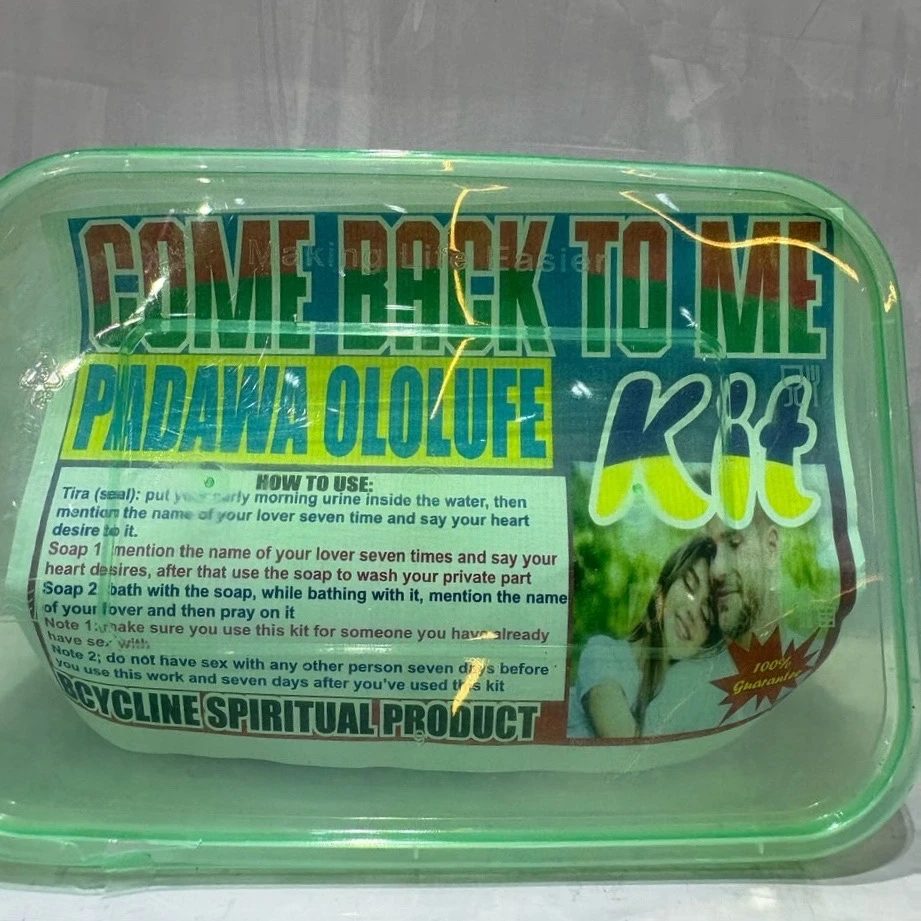 Making Life Easier
COME BACK TO ME
PADAWA OLOLUFE
Kit
HOW TO USE:
Tira (seal): put your early morning urine inside the water, then
mention the name of your lover seven time and say your heart
desire to it.
Soap 1 mention the name of your lover seven times and say your
heart desires, after that use the soap to wash your private part
Soap 2 bath with the soap, while bathing with it, mention the name
of your lover and then pray on it
Note 1: make sure you use this kit for someone you have already
have sex with
Note 2; do not have sex with any other person seven days before
you use this work and seven days after you've used this kit
100%
Guarantee
BCYCLINE SPIRITUAL PRODUCT